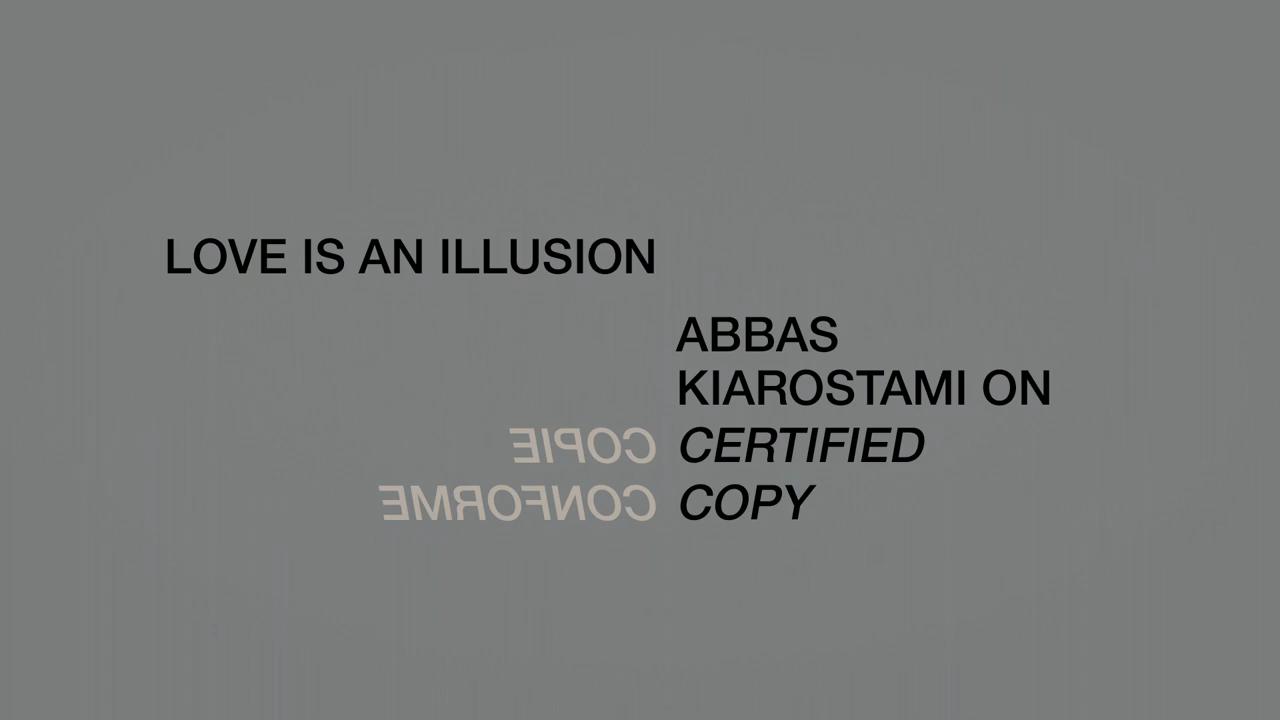 LOVE IS AN ILLUSION
ABBAS
KIAROSTAMI ON
COPIE CERTIFIED
CONFORME COPY